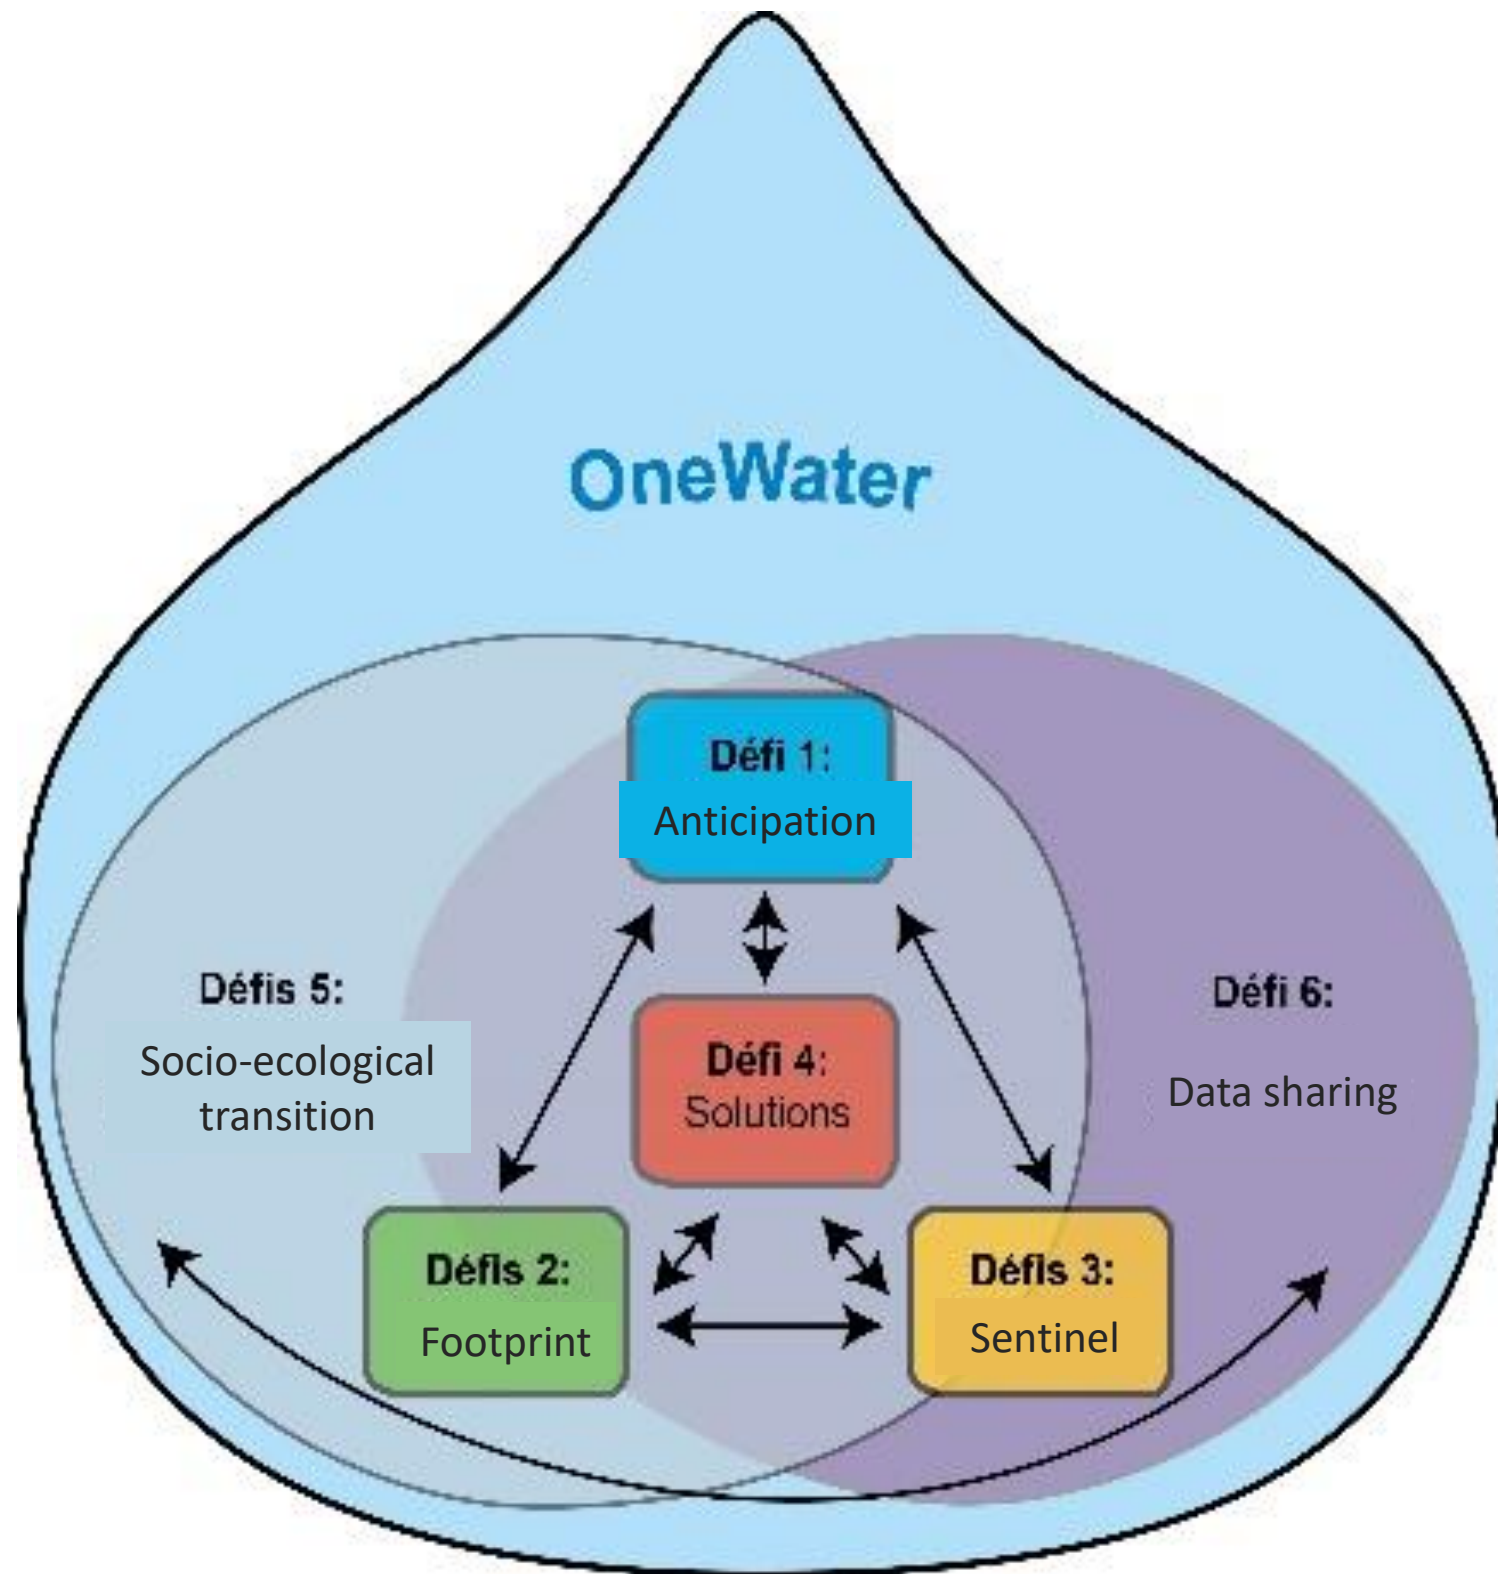 OneWater
Défi 1:
Anticipation
Défis 5:
Socio-ecological
transition
Défi 4:
Solutions
Défi 6:
Data sharing
Défis 2:
Footprint
Défis 3:
Sentinel